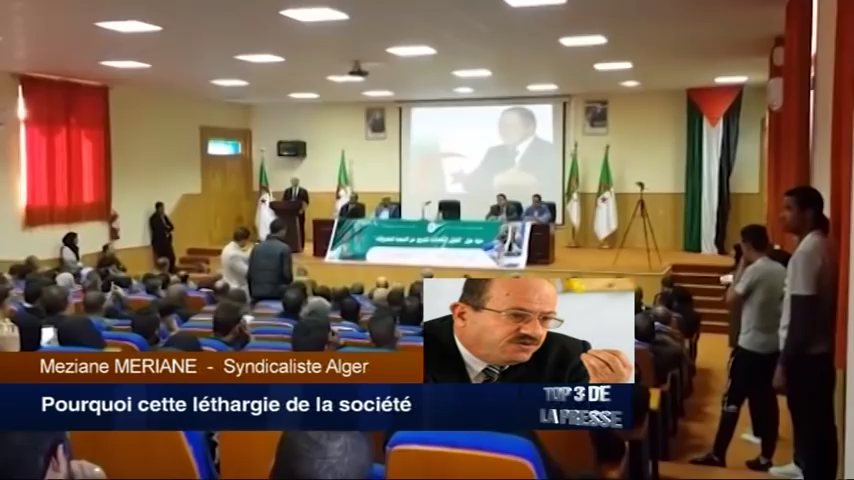 Meziane MERIANE - Syndicaliste Alger
Pourquoi cette léthargie de la société
TOP 3 DE
LA PRESSE